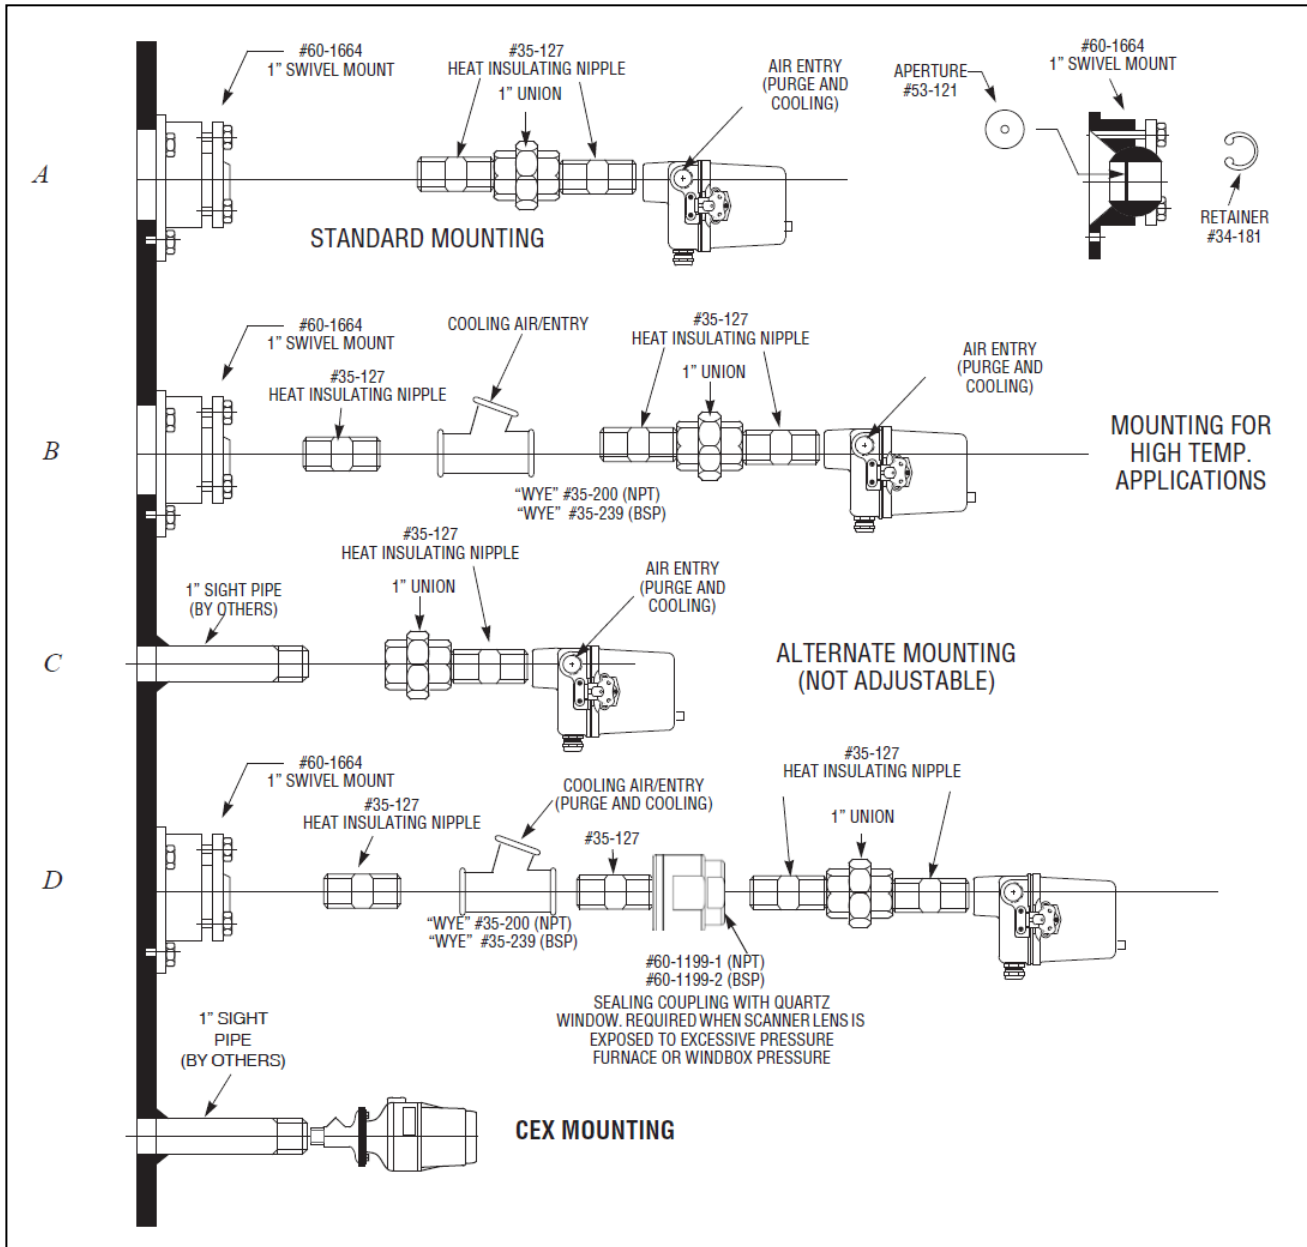 #60-1664
1” SWIVEL MOUNT
#35-127
HEAT INSULATING NIPPLE
1” UNION
AIR ENTRY
(PURGE AND
COOLING)
APERTURE
#53-121
#60-1664
1” SWIVEL MOUNT
RETAINER
#34-181
A
STANDARD MOUNTING
#60-1664
1” SWIVEL MOUNT
#35-127
HEAT INSULATING NIPPLE
COOLING AIR/ENTRY
#35-127
HEAT INSULATING NIPPLE
1” UNION
AIR ENTRY
(PURGE AND
COOLING)
B
“WYE” #35-200 (NPT)
“WYE” #35-239 (BSP)
MOUNTING FOR
HIGH TEMP.
APPLICATIONS
1” SIGHT PIPE
(BY OTHERS)
#35-127
HEAT INSULATING NIPPLE
1” UNION
AIR ENTRY
(PURGE AND
COOLING)
C
ALTERNATE MOUNTING
(NOT ADJUSTABLE)
#60-1664
1” SWIVEL MOUNT
#35-127
HEAT INSULATING NIPPLE
COOLING AIR/ENTRY
(PURGE AND COOLING)
#35-127
#35-127
HEAT INSULATING NIPPLE
1” UNION
D
“WYE” #35-200 (NPT)
“WYE” #35-239 (BSP)
#60-1199-1 (NPT)
#60-1199-2 (BSP)
SEALING COUPLING WITH QUARTZ
WINDOW. REQUIRED WHEN SCANNER LENS IS
EXPOSED TO EXCESSIVE PRESSURE
FURNACE OR WINDBOX PRESSURE
1” SIGHT
PIPE
(BY OTHERS)
CEX MOUNTING